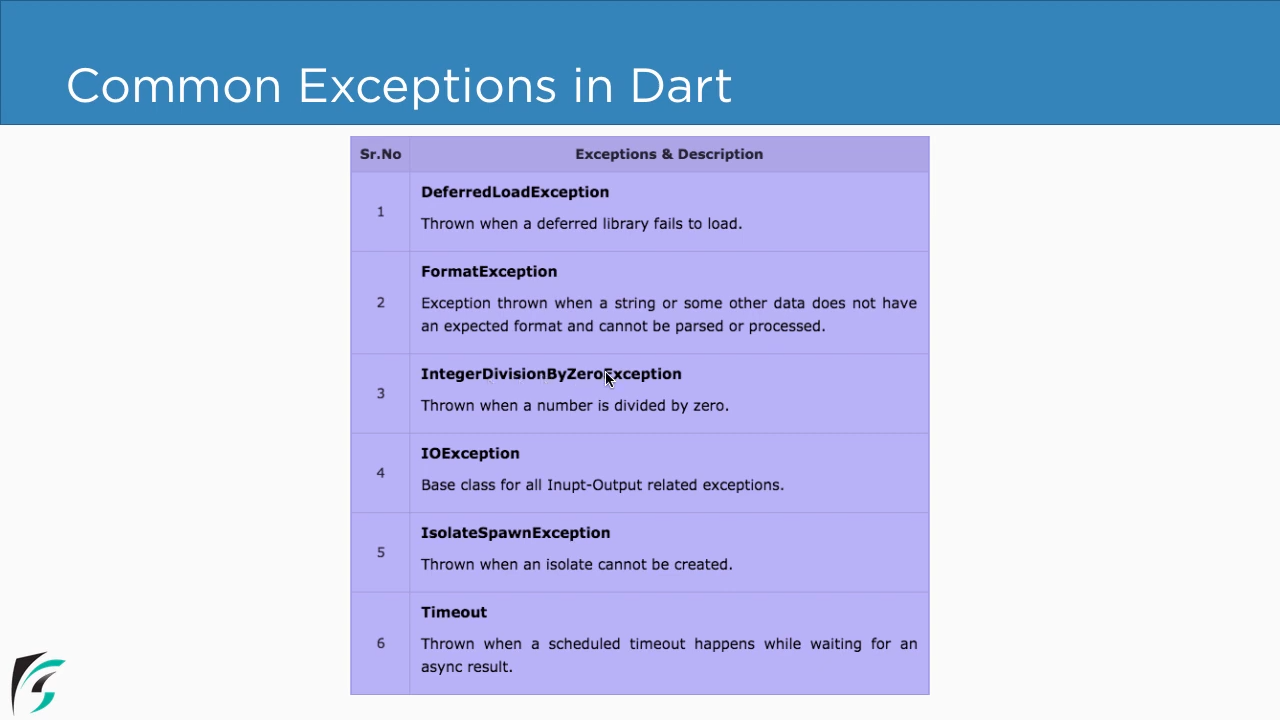 Common Exceptions in Dart
Sr.No Exceptions & Description
1
DeferredLoadException
Thrown when a deferred library fails to load.
2
FormatException
Exception thrown when a string or some other data does not have
an expected format and cannot be parsed or processed.
3
IntegerDivisionByZeroException
Thrown when a number is divided by zero.
4
IOException
Base class for all Inupt-Output related exceptions.
5
IsolateSpawnException
Thrown when an isolate cannot be created.
6
Timeout
Thrown when a scheduled timeout happens while waiting for an
async result.